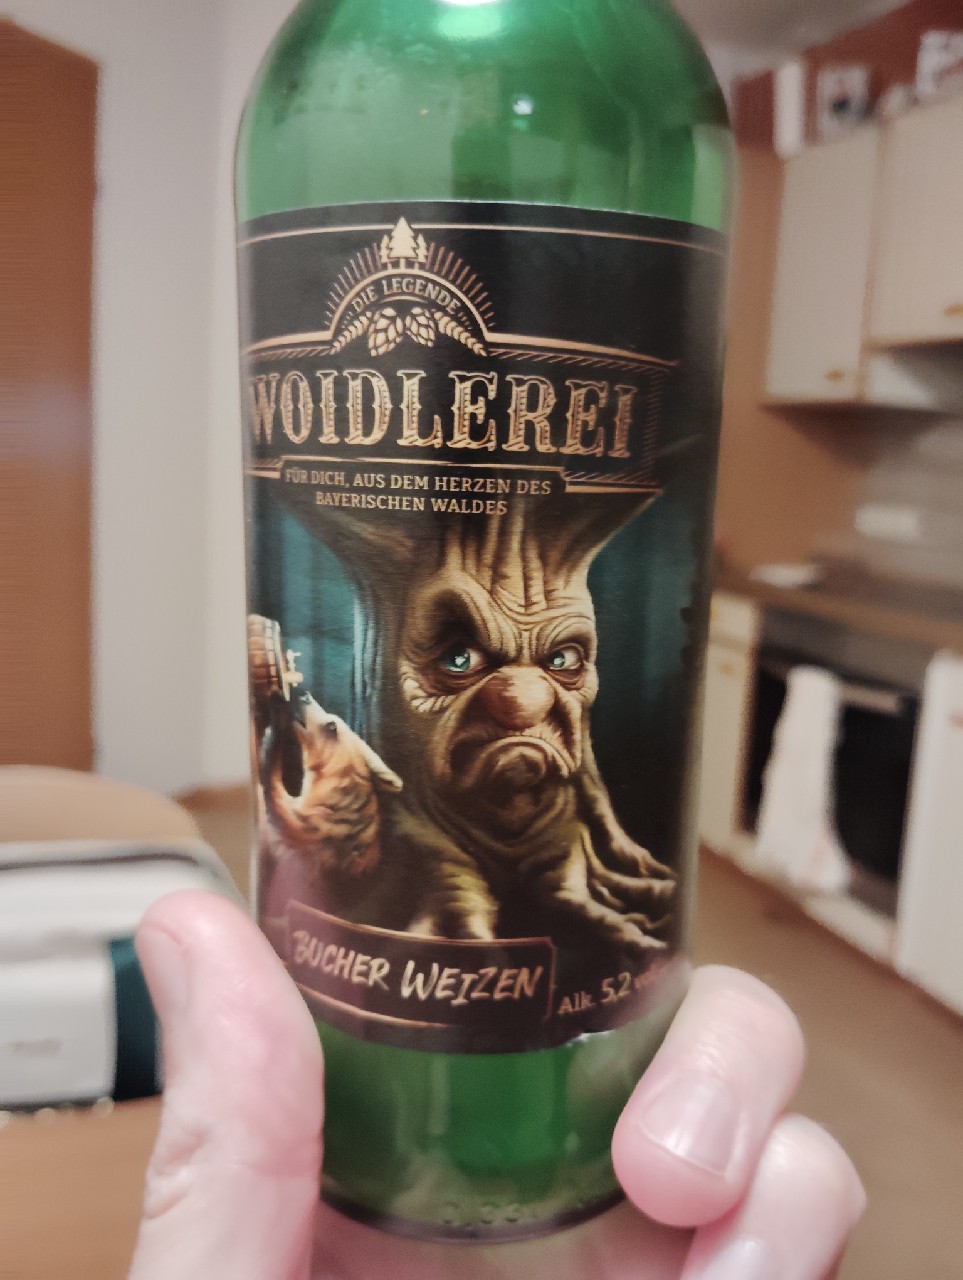 DIE LEGENDE
WOIDLEREI
FÜR DICH, AUS DEM HERZEN DES
BAYERISCHEN WALDES
BUCHER WEIZEN
Alk. 5,2